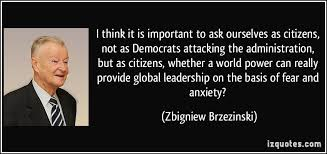 I think it is important to ask ourselves as citizens,
not as Democrats attacking the administration,
but as citizens, whether a world power can really
provide global leadership on the basis of fear and
anxiety?
(Zbigniew Brzezinski)
izquotes.com